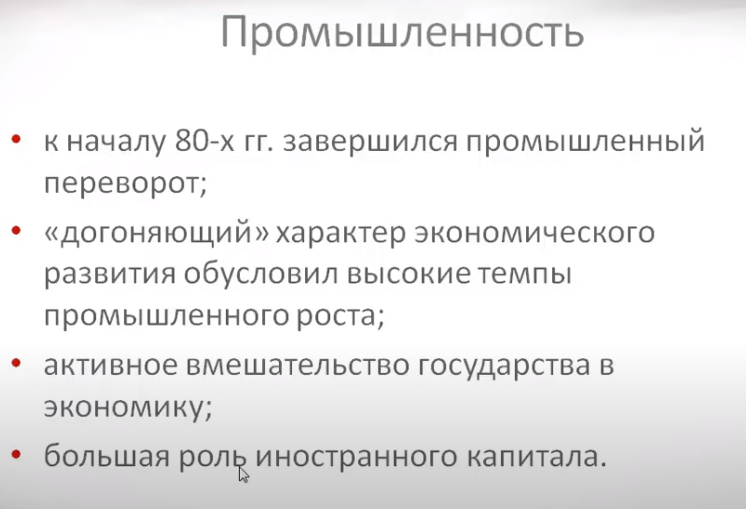 Промышленность
• к началу 80-х гг. завершился промышленный
переворот;
• «догоняющий» характер экономического
развития обусловил высокие темпы
промышленного роста;
• активное вмешательство государства в
экономику;
• большая роль иностранного капитала.